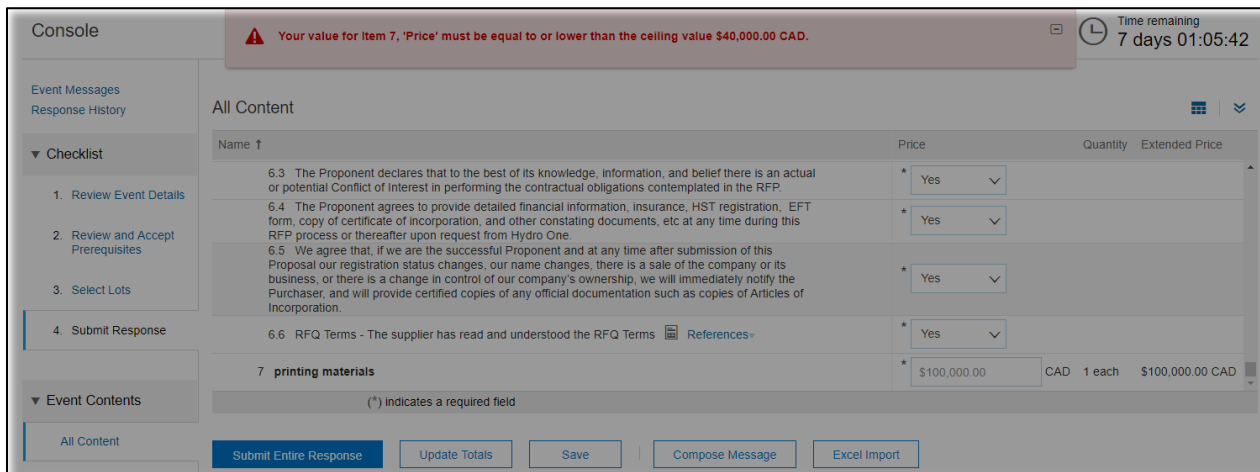 Console
Your value for Item 7, 'Price' must be equal to or lower than the ceiling value $40,000.00 CAD.
Time remaining
7 days 01:05:42
Event Messages
Response History
Checklist
1. Review Event Details
2. Review and Accept
Prerequisites
3. Select Lots
4. Submit Response
Event Contents
All Content
All Content
Name ↑ Price Quantity Extended Price
6.3 The Proponent declares that to the best of its knowledge, information, and belief there is an actual
or potential Conflict of Interest in performing the contractual obligations contemplated in the RFP.
* Yes
6.4 The Proponent agrees to provide detailed financial information, insurance, HST registration, EFT
form, copy of certificate of incorporation, and other constating documents, etc at any time during this
RFP process or thereafter upon request from Hydro One.
* Yes
6.5 We agree that, if we are the successful Proponent and at any time after submission of this
Proposal our registration status changes, our name changes, there is a sale of the company or its
business, or there is a change in control of our company's ownership, we will immediately notify the
Purchaser, and will provide certified copies of any official documentation such as copies of Articles of
Incorporation.
* Yes
6.6 RFQ Terms - The supplier has read and understood the RFQ Terms References
* Yes
7 printing materials * $100,000.00 CAD 1 each $100,000.00 CAD
(*) indicates a required field
Submit Entire Response Update Totals Save Compose Message Excel Import